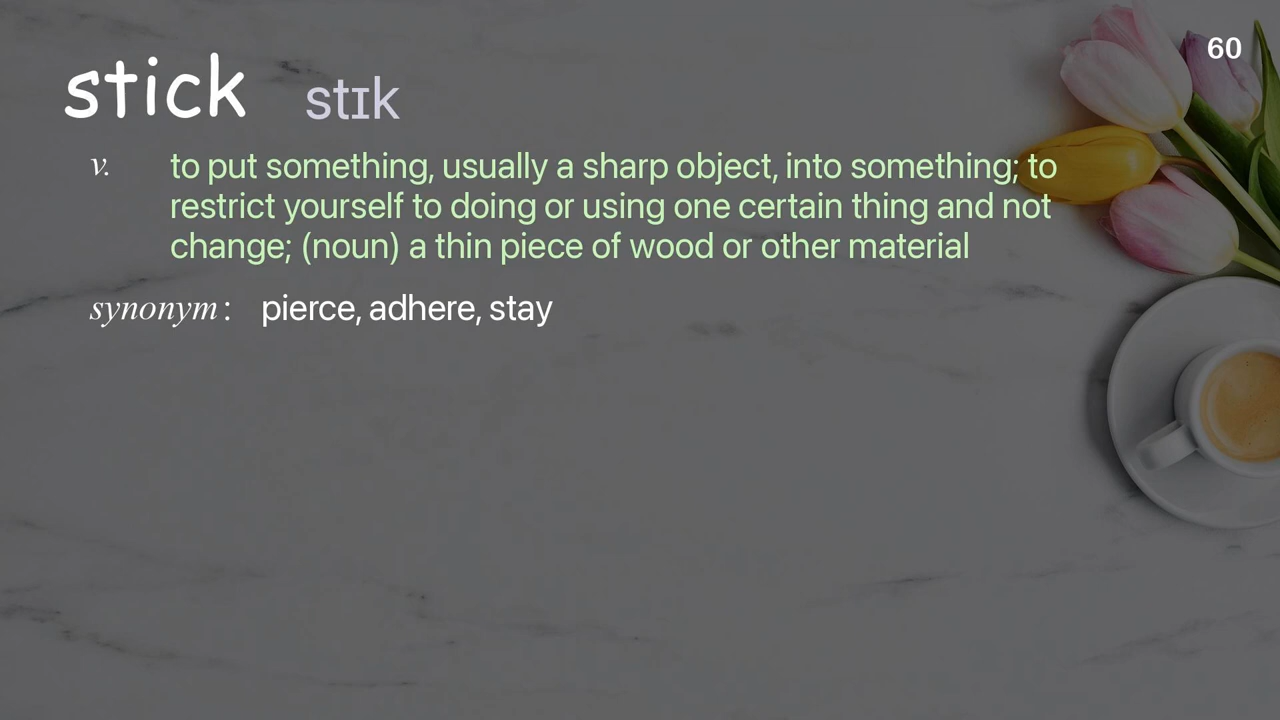 60
stick stɪk
v. to put something, usually a sharp object, into something; to
restrict yourself to doing or using one certain thing and not
change; (noun) a thin piece of wood or other material
synonym : pierce, adhere, stay